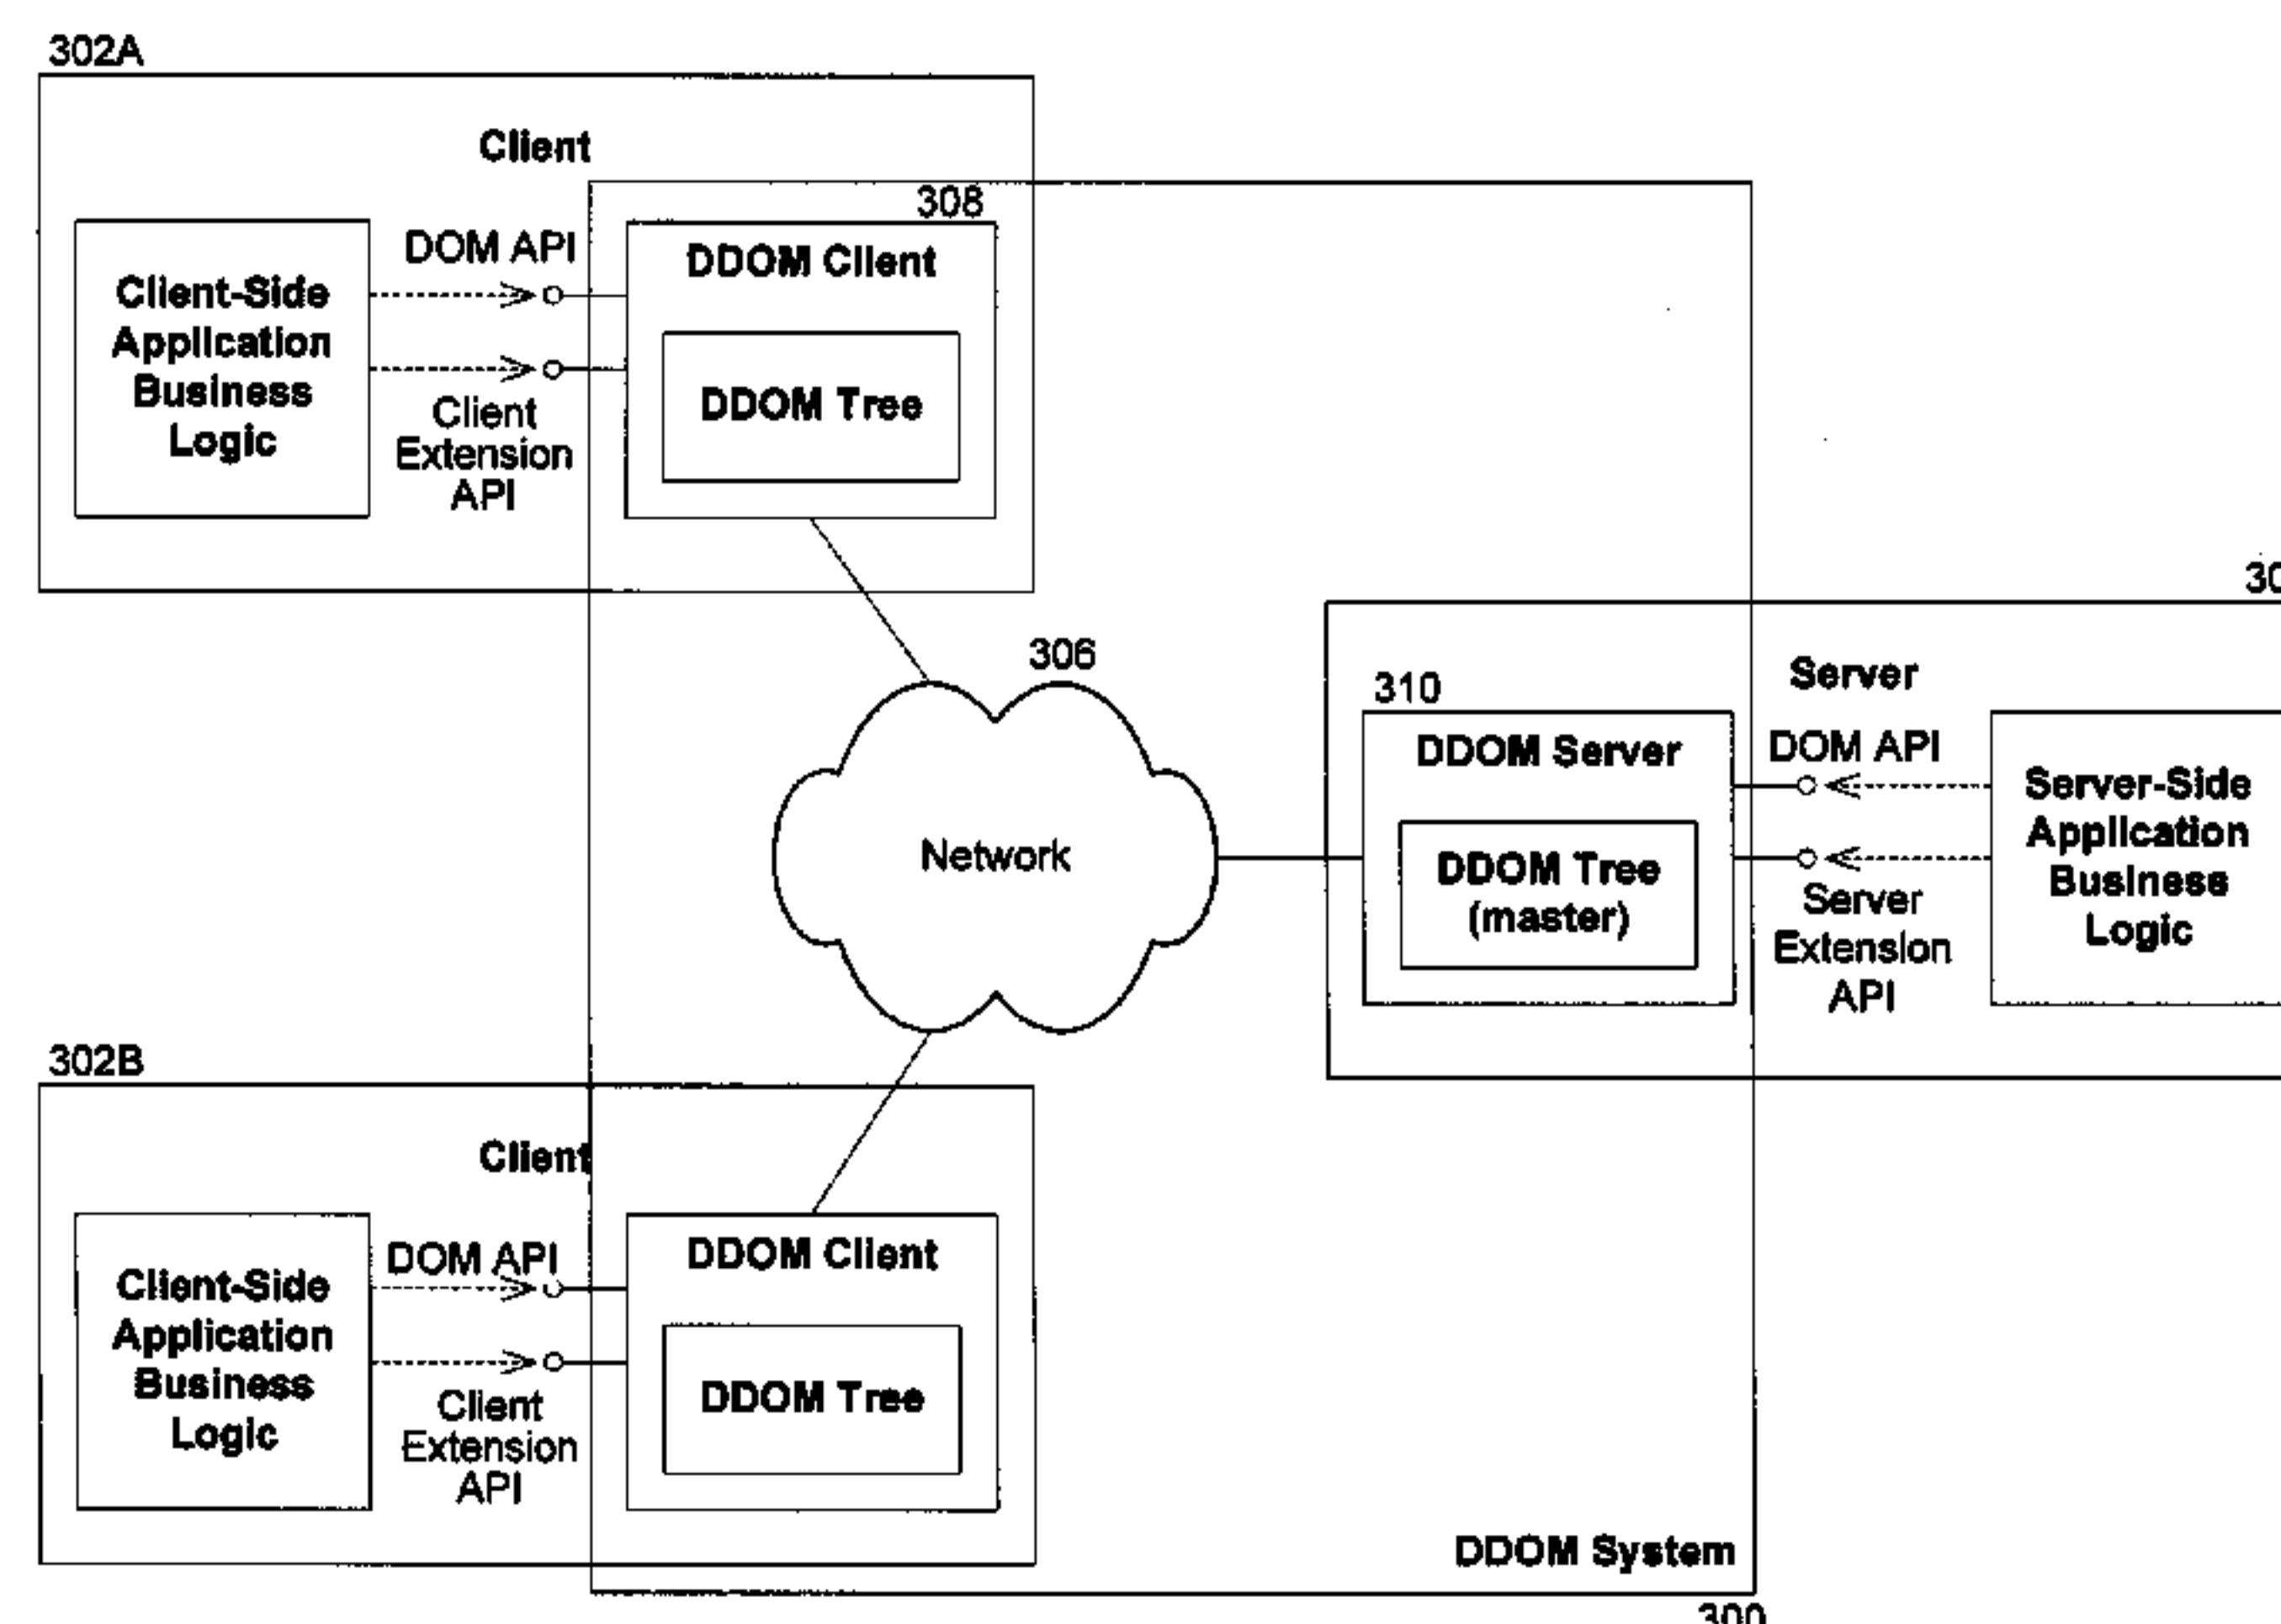 302A
Client
308
DOM API
DDOM Client
Client-Side
Application
Business
Logic
DDOM Tree
Client
Extension
API
306
Network
Server
310
DDOM Server
DOM API
Server-Side
Application
Business
Logic
DDOM Tree
(master)
Server
Extension
API
302B
Client
DOM API
DDOM Client
Client-Side
Application
Business
Logic
DDOM Tree
Client
Extension
API
DDOM System
300